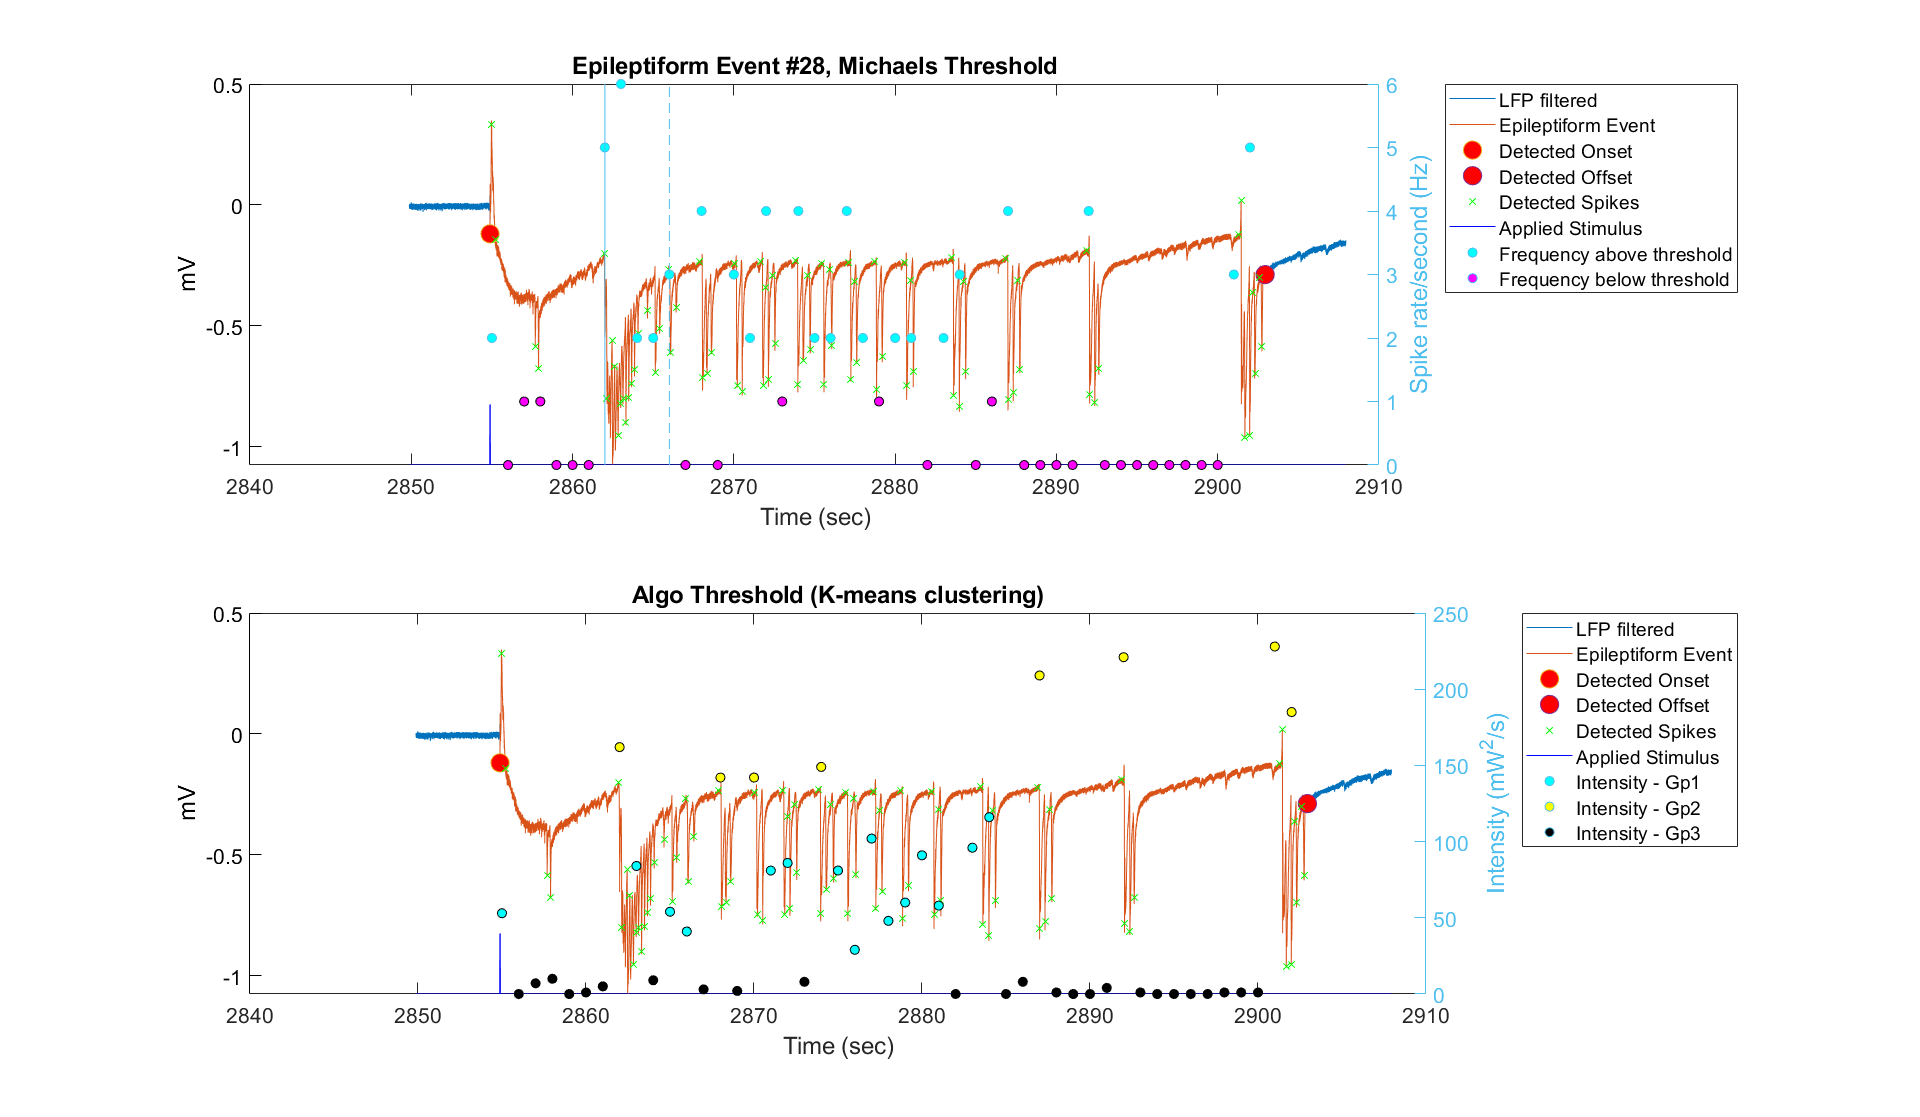 Epileptiform Event #28, Michaels Threshold
0.5
0
-0.5
-1
mV
6
5
4
3
2
1
0
Spike rate/second (Hz)
2840 2850 2860 2870 2880 2890 2900 2910
Time (sec)
LFP filtered
Epileptiform Event
Detected Onset
Detected Offset
Detected Spikes
Applied Stimulus
Frequency above threshold
Frequency below threshold
Algo Threshold (K-means clustering)
0.5
0
-0.5
-1
mV
250
200
150
100
50
0
Intensity (mW²/s)
2840 2850 2860 2870 2880 2890 2900 2910
Time (sec)
LFP filtered
Epileptiform Event
Detected Onset
Detected Offset
Detected Spikes
Applied Stimulus
Intensity - Gp1
Intensity - Gp2
Intensity - Gp3